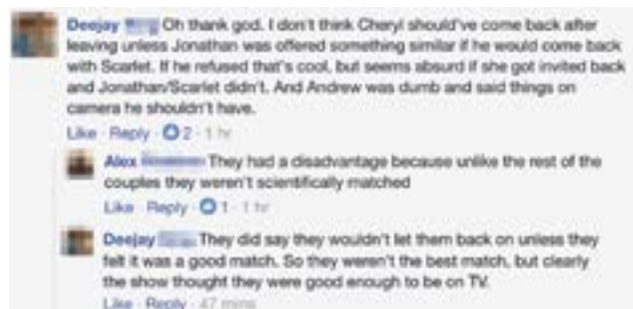 Deejay Oh thank god. I don't think Cheryl should've come back after
leaving unless Jonathan was offered something similar if he would come back
with Scarlet. If he refused that's cool, but seems absurd if she got invited back
and Jonathan/Scarlet didn't. And Andrew was dumb and said things on
camera he shouldn't have.
Like · Reply · 2 · 1 hr
Alex They had a disadvantage because unlike the rest of the
couples they weren't scientifically matched
Like · Reply · 1 · 1 hr
Deejay They did say they wouldn't let them back on unless they
felt it was a good match. So they weren't the best match, but clearly
the show thought they were good enough to be on TV.
Like · Reply · 47 mins